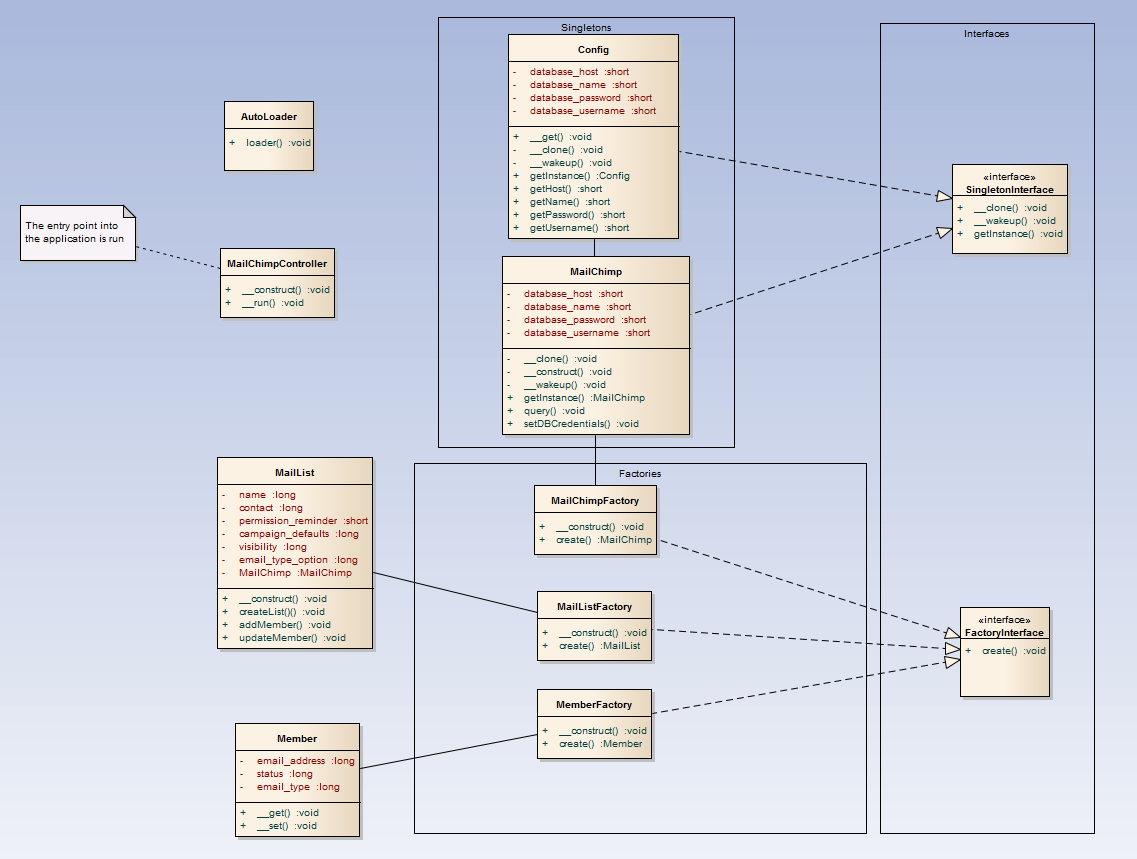 Singletons
Config
- database_host :short
- database_name :short
- database_password :short
- database_username :short
+ __get() :void
- __clone() :void
- __wakeup() :void
+ getInstance() :Config
+ getHost() :short
+ getName() :short
+ getPassword() :short
+ getUsername() :short
Interfaces
AutoLoader
+ loader() :void
«interface»
SingletonInterface
+ __clone() :void
+ __wakeup() :void
+ getInstance() :void
The entry point into
the application is run
MailChimpController
+ __construct() :void
+ __run() :void
MailChimp
- database_host :short
- database_name :short
- database_password :short
- database_username :short
- __clone() :void
- __construct() :void
- __wakeup() :void
+ getInstance() :MailChimp
+ query() :void
+ setDBCredentials() :void
MailList
- name :long
- contact :long
- permission_reminder :short
- campaign_defaults :long
- visibility :long
- email_type_option :long
- MailChimp :MailChimp
+ __construct() :void
+ createList()() :void
+ addMember() :void
+ updateMember() :void
Factories
MailChimpFactory
+ __construct() :void
+ create() :MailChimp
MailListFactory
+ __construct() :void
+ create() :MailList
«interface»
FactoryInterface
+ create() :void
MemberFactory
+ __construct() :void
+ create() :Member
Member
- email_address :long
- status :long
- email_type :long
+ __get() :void
+ __set() :void